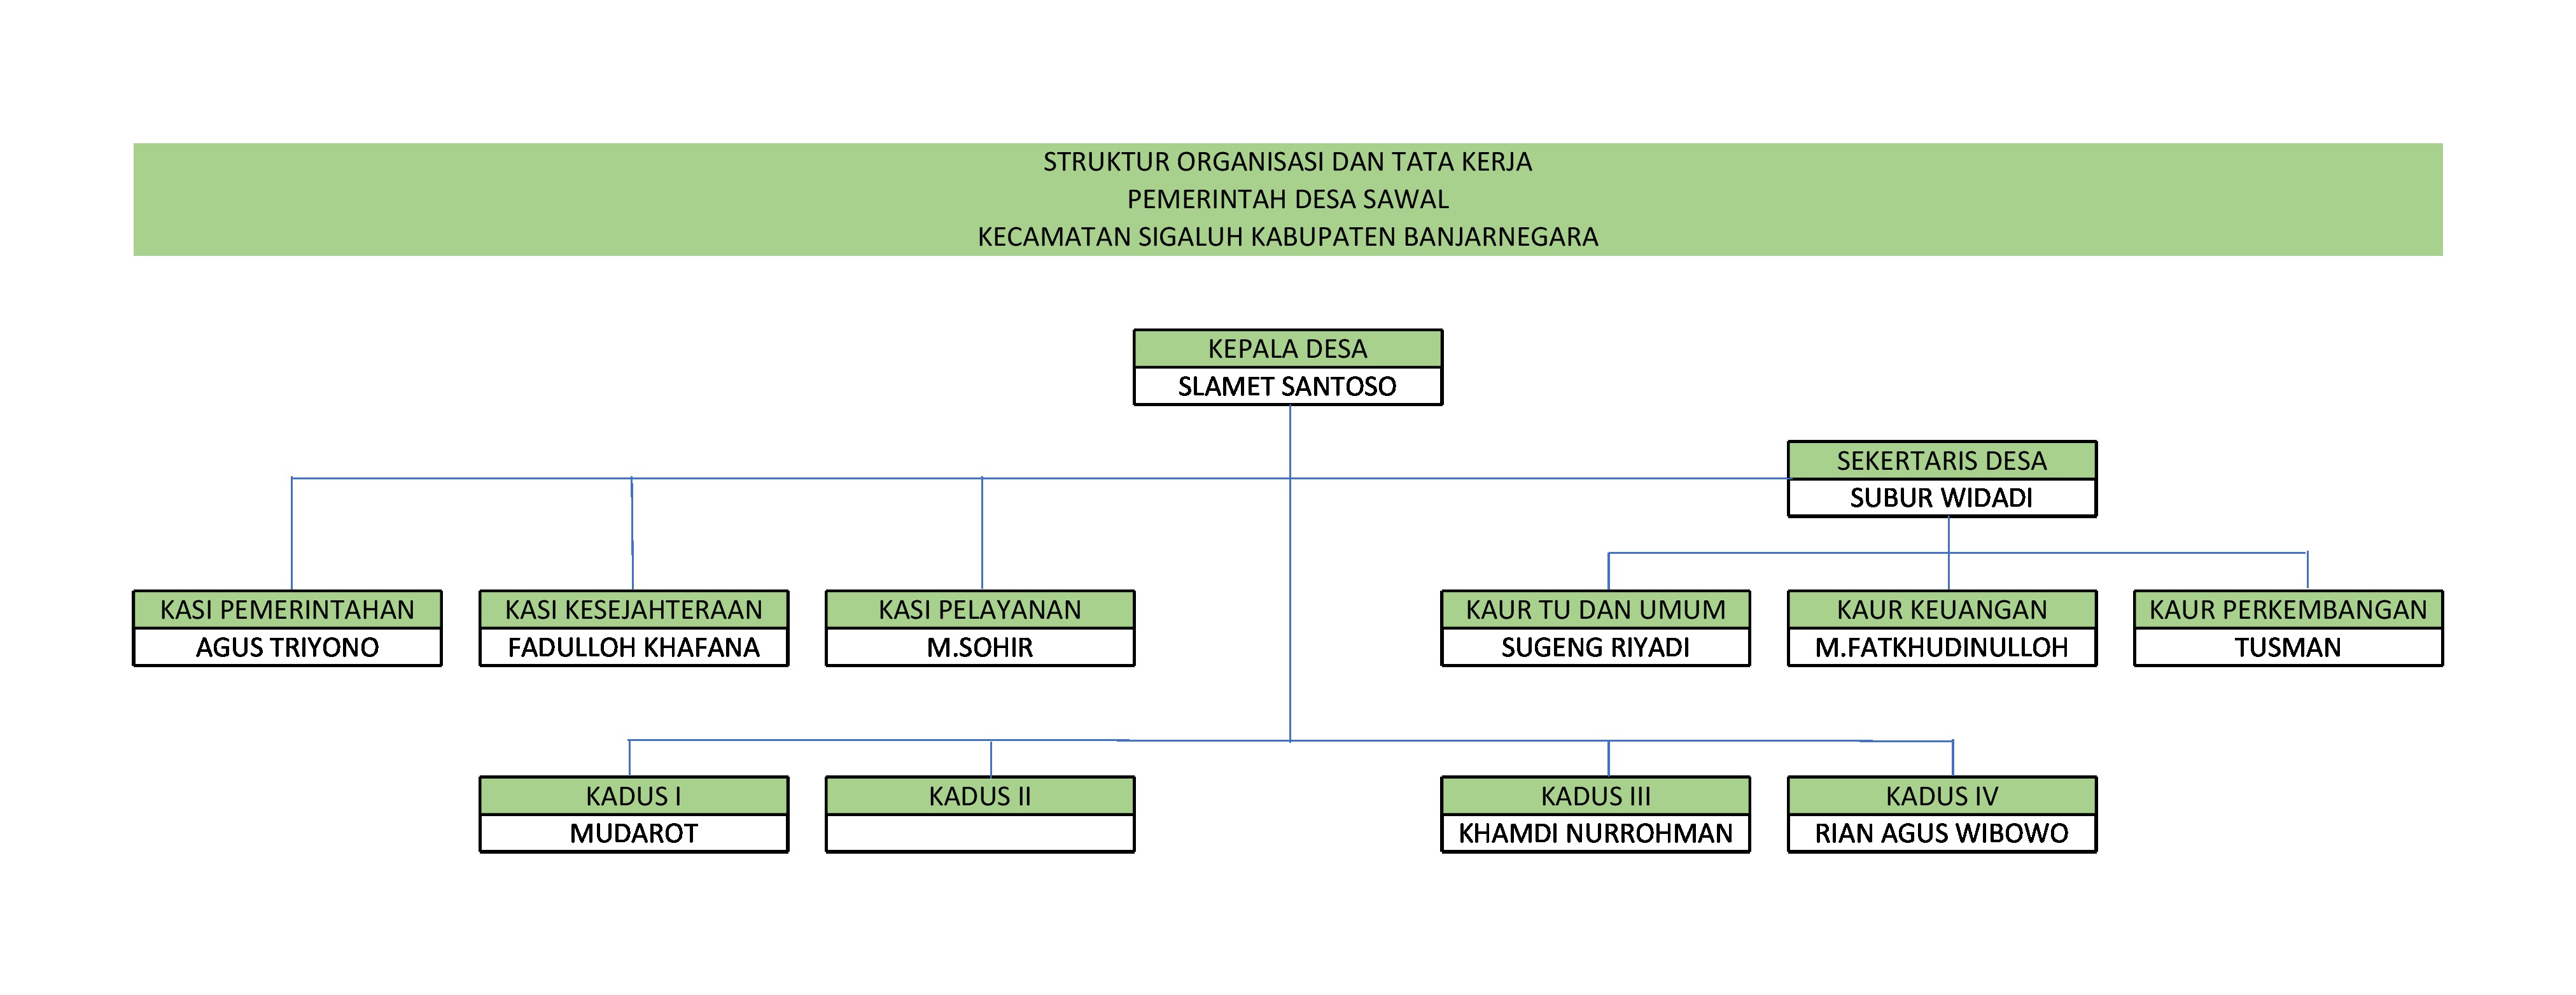 STRUKTUR ORGANISASI DAN TATA KERJA
PEMERINTAH DESA SAWAL
KECAMATAN SIGALUH KABUPATEN BANJARNEGARA
KEPALA DESA
SLAMET SANTOSO
SEKERTARIS DESA
SUBUR WIDADI
KASI PEMERINTAHAN
AGUS TRIYONO
KASI KESEJAHTERAAN
FADULLOH KHAFANA
KASI PELAYANAN
M.SOHIR
KAUR TU DAN UMUM
SUGENG RIYADI
KAUR KEUANGAN
M.FATKHUDINULLOH
KAUR PERKEMBANGAN
TUSMAN
KADUS I
MUDAROT
KADUS II
KADUS III
KHAMDI NURROHMAN
KADUS IV
RIAN AGUS WIBOWO